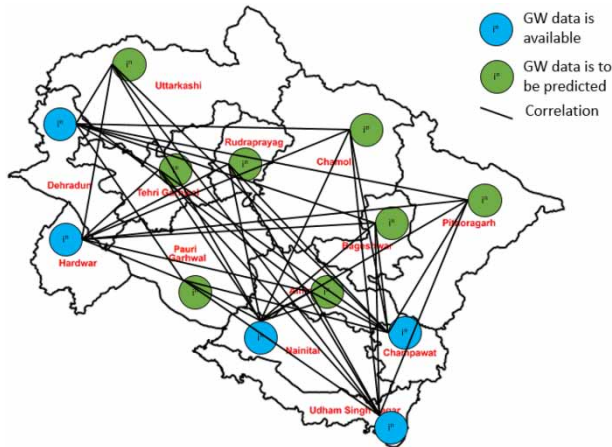 GW data is
available
GW data is to
be predicted
Correlation
Uttarkashi
Rudraprayag
Chamol
Dehradun
Tehri Garhwal
Pithoragarh
Bageshwar
Pauri
Garhwal
Hardwar
Nainital
Champawat
Udham Singh Nagar